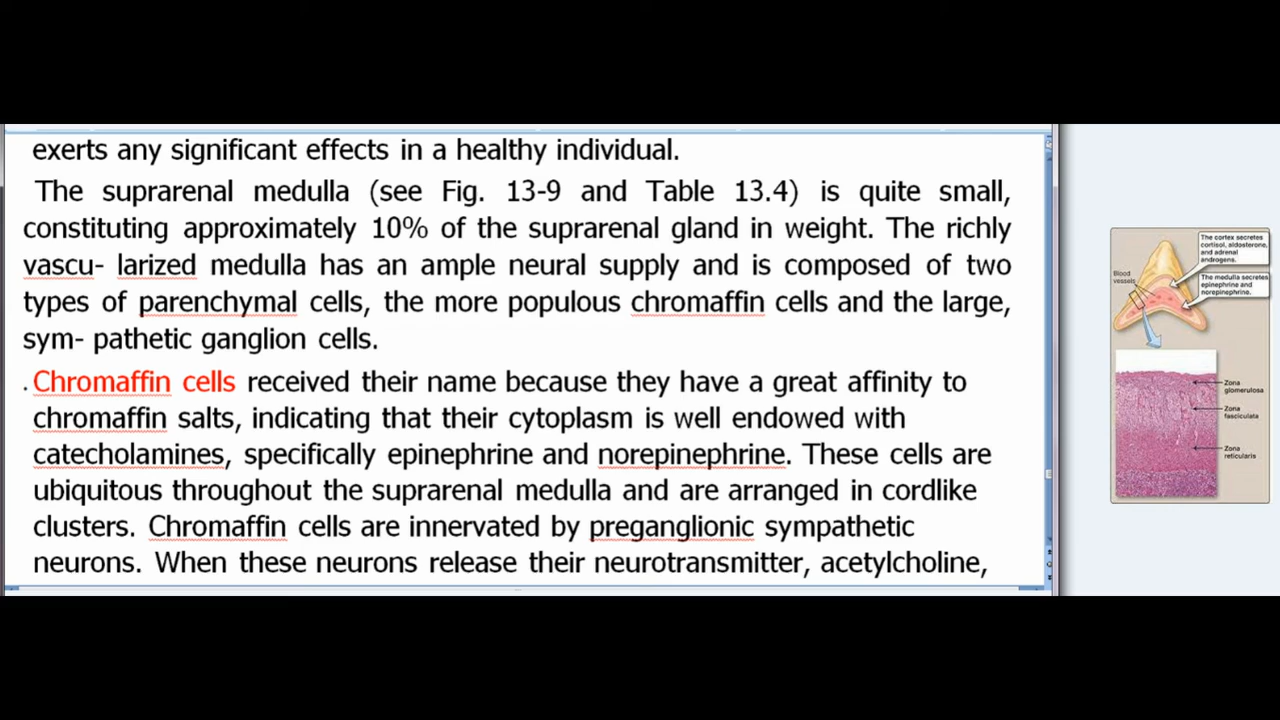 exerts any significant effects in a healthy individual.
The suprarenal medulla (see Fig. 13-9 and Table 13.4) is quite small,
constituting approximately 10% of the suprarenal gland in weight. The richly
vascu- larized medulla has an ample neural supply and is composed of two
types of parenchymal cells, the more populous chromaffin cells and the large,
sym- pathetic ganglion cells.
. Chromaffin cells received their name because they have a great affinity to
chromaffin salts, indicating that their cytoplasm is well endowed with
catecholamines, specifically epinephrine and norepinephrine. These cells are
ubiquitous throughout the suprarenal medulla and are arranged in cordlike
clusters. Chromaffin cells are innervated by preganglionic sympathetic
neurons. When these neurons release their neurotransmitter, acetylcholine,
The cortex secretes
cortisol, aldosterone,
and adrenal
androgens.
Blood
vessels
The medulla secretes
epinephrine and
norepinephrine.
Zona
glomerulosa
Zona
fasciculata
Zona
reticularis